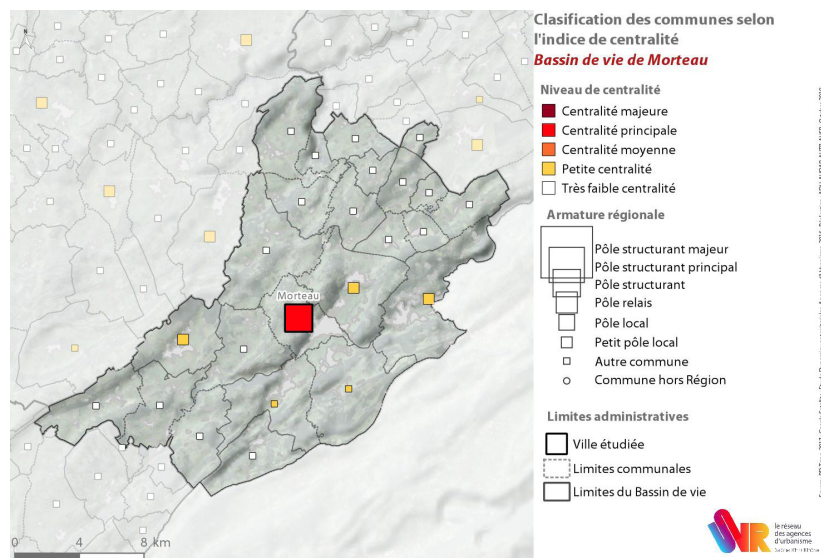 Clasification des communes selon
l'indice de centralité
Bassin de vie de Morteau
Niveau de centralité
Centralité majeure
Centralité principale
Centralité moyenne
Petite centralité
Très faible centralité
Armature régionale
Pôle structurant majeur
Pôle structurant principal
Pôle structurant
Pôle relais
Pôle local
Petit pôle local
Autre commune
Commune hors Région
Limites administratives
Ville étudiée
Limites communales
Limites du Bassin de vie
N
Morteau
0 4 8 km
le réseau
des agences
d'urbanisme